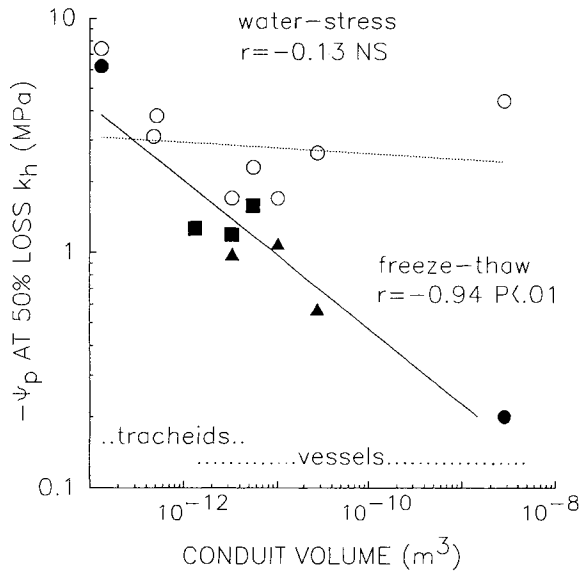 water-stress
r=-0.13 NS
10
1
0.1
-Ψp AT 50% LOSS kh (MPa)
freeze-thaw
r=-0.94 P<.01
..tracheids..
..........vessels..............
10⁻¹² 10⁻¹⁰ 10⁻⁸
CONDUIT VOLUME (m³)